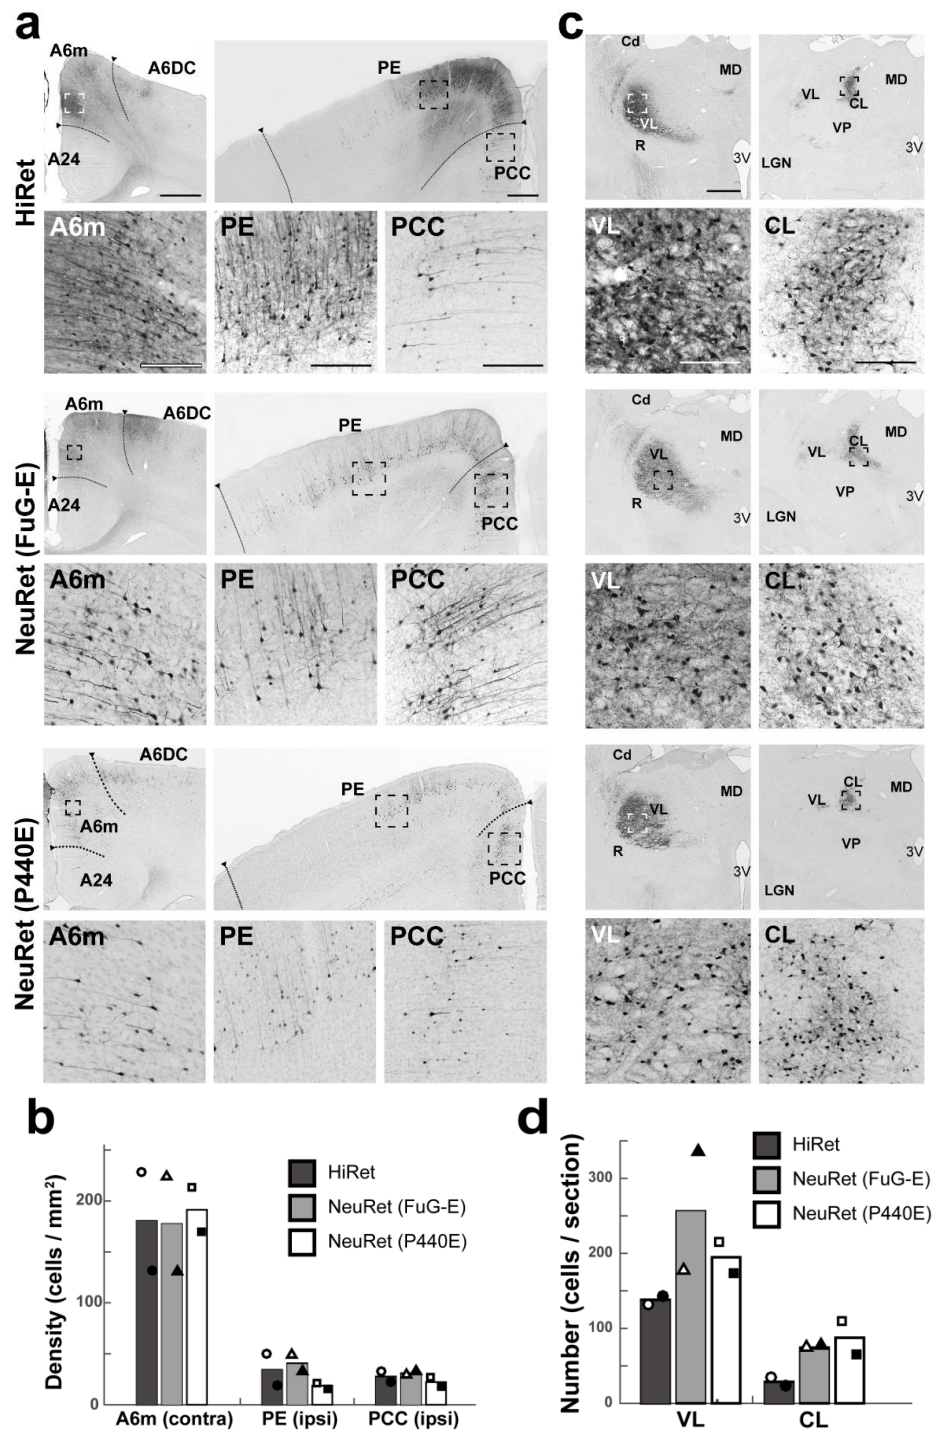 a
c
HiRet
A6m
A6DC
A24
PE
PCC
Cd
MD
VL
R
3V
VL
MD
CL
VP
LGN
3V
A6m
PE
PCC
VL
CL
NeuRet (FuG-E)
A6m
A6DC
A24
PE
PCC
Cd
MD
VL
R
3V
CL
MD
VL
VP
LGN
3V
A6m
PE
PCC
VL
CL
NeuRet (P440E)
A6DC
A6m
A24
PE
PCC
Cd
MD
VL
R
3V
CL
MD
VL
VP
LGN
3V
A6m
PE
PCC
VL
CL
b
Density (cells / mm²)
200
100
0
HiRet
NeuRet (FuG-E)
NeuRet (P440E)
A6m (contra)
PE (ipsi)
PCC (ipsi)
d
Number (cells / section)
300
200
100
0
HiRet
NeuRet (FuG-E)
NeuRet (P440E)
VL
CL